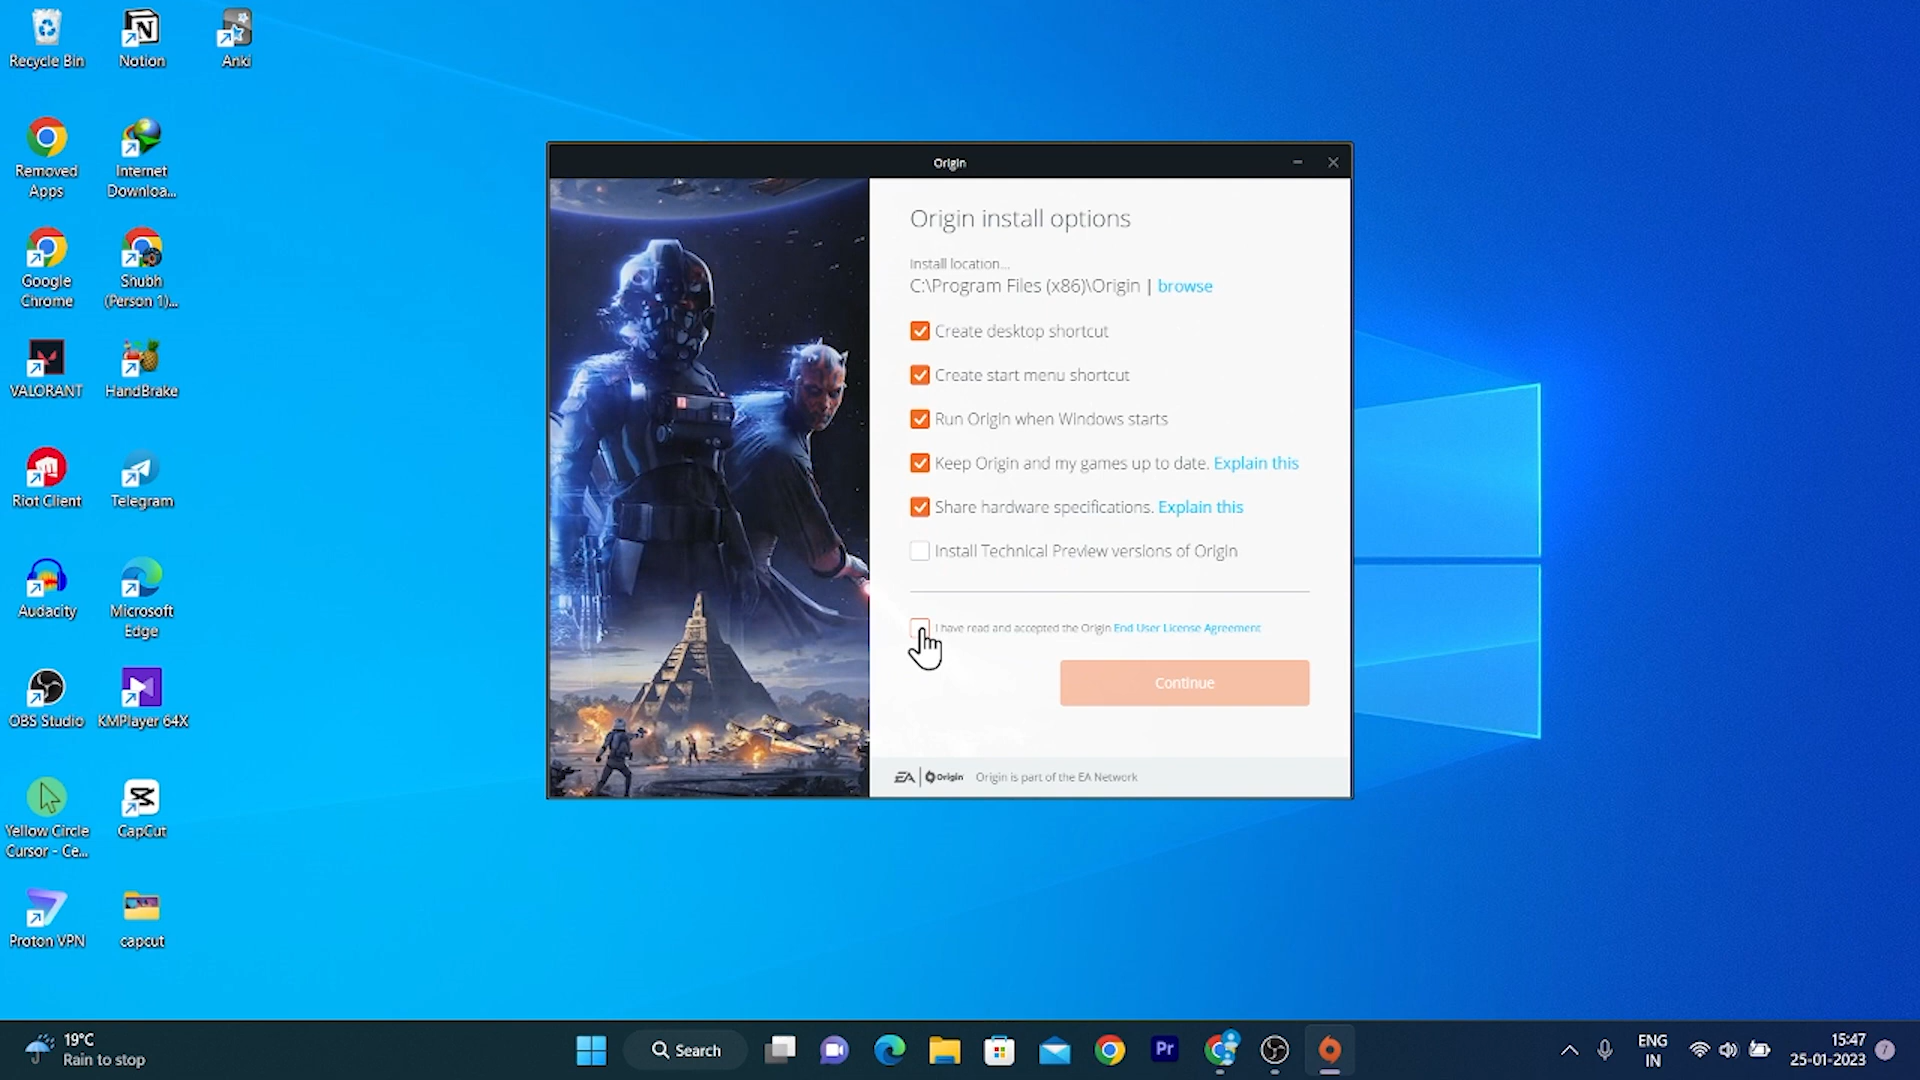 Recycle Bin
Notion
Anki
Removed
Apps
Internet
Downloa...
Google
Chrome
Shubh
(Person 1)...
VALORANT
HandBrake
Riot Client
Telegram
Audacity
Microsoft
Edge
OBS Studio
KMPlayer 64X
Yellow Circle
Cursor - Ce...
CapCut
Proton VPN
capcut
Origin
Origin install options
Install location...
C:\Program Files (x86)\Origin | browse
Create desktop shortcut
Create start menu shortcut
Run Origin when Windows starts
Keep Origin and my games up to date. Explain this
Share hardware specifications. Explain this
Install Technical Preview versions of Origin
I have read and accepted the Origin End User License Agreement
Continue
EA | Origin Origin is part of the EA Network
19°C
Rain to stop
Search
Pr
ENG
IN
15:47
25-01-2023
7